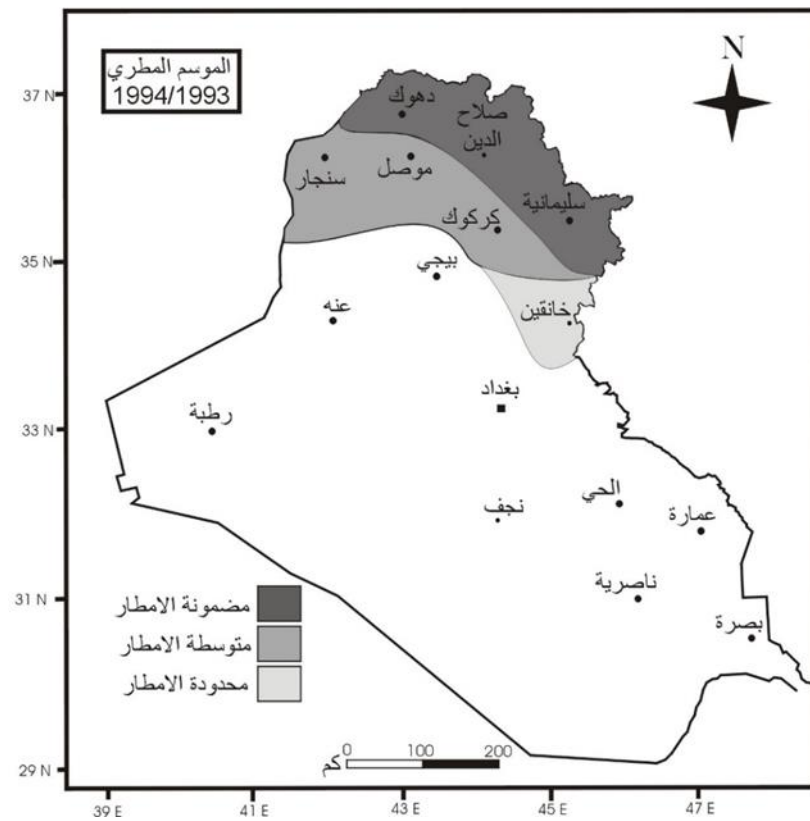 الموسم المطري
1994/1993
N
37 N
دهوك
صلاح
الدين
سنجار
موصل
سليمانية
كركوك
35 N
بيجي
عنه
خانقين
بغداد
رطبة
33 N
الحي
عمارة
نجف
ناصرية
31 N
بصرة
مضمونة الامطار
متوسطة الامطار
محدودة الامطار
كم 0 100 200
29 N
39 E 41 E 43 E 45 E 47 E